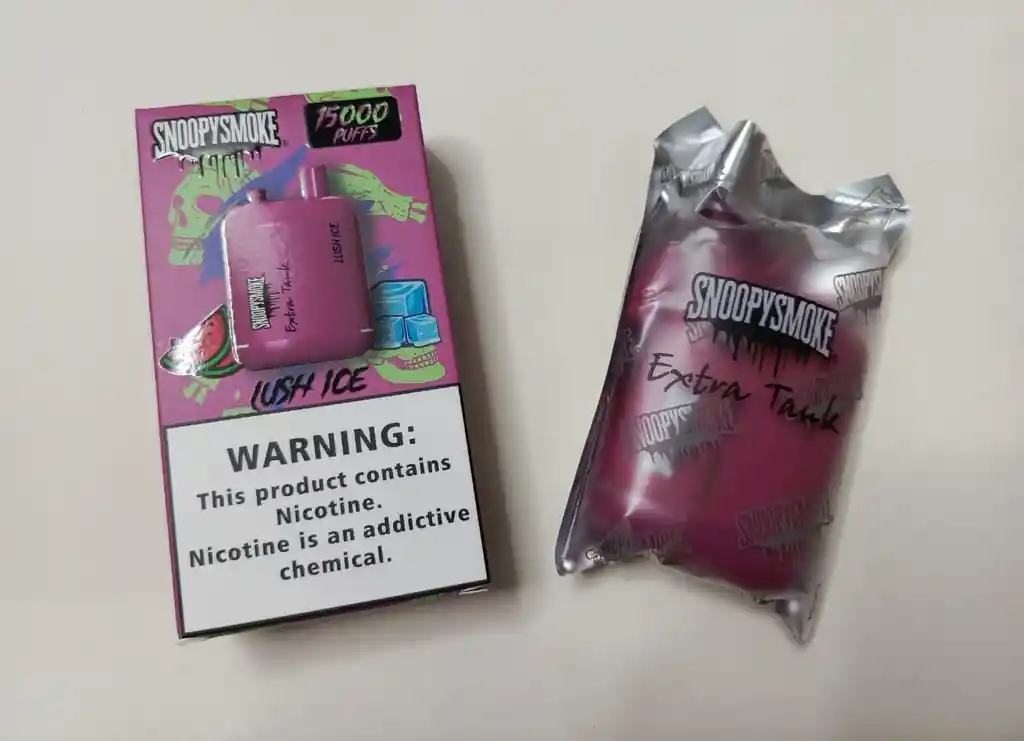 SNOOPYSMOKE
15000
PUFFS
LUSH ICE
SNOOPYSMOKE
Extra Tank
LUSH ICE
WARNING:
This product contains
Nicotine.
Nicotine is an addictive
chemical.
SNOOPYSMOKE
SNOOPYSMOKE
Extra Tank
SNOOPYSMOKE